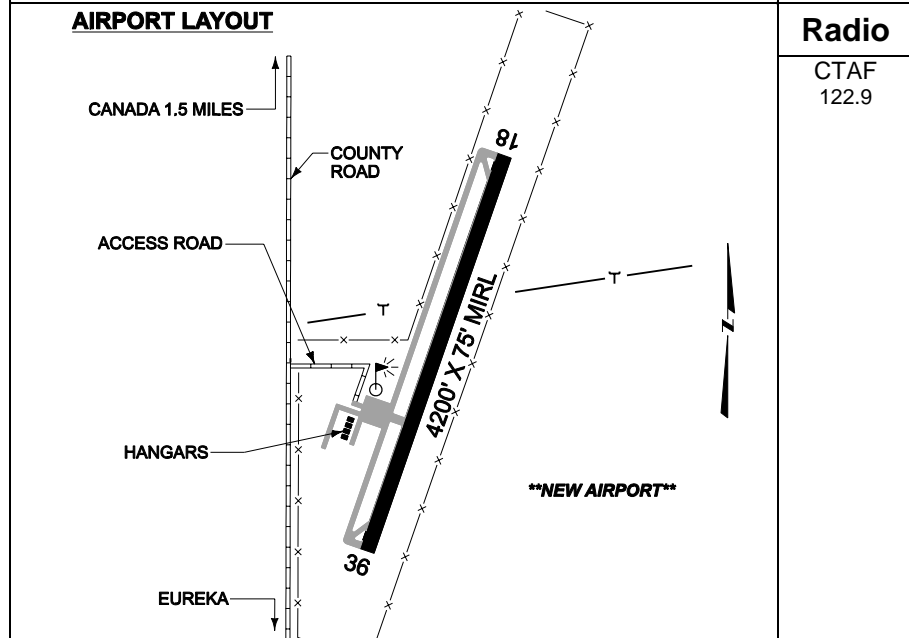 AIRPORT LAYOUT
Radio
CTAF
122.9
CANADA 1.5 MILES
COUNTY
ROAD
18
ACCESS ROAD
T
T
N
4200' X 75' MIRL
HANGARS
**NEW AIRPORT**
36
EUREKA